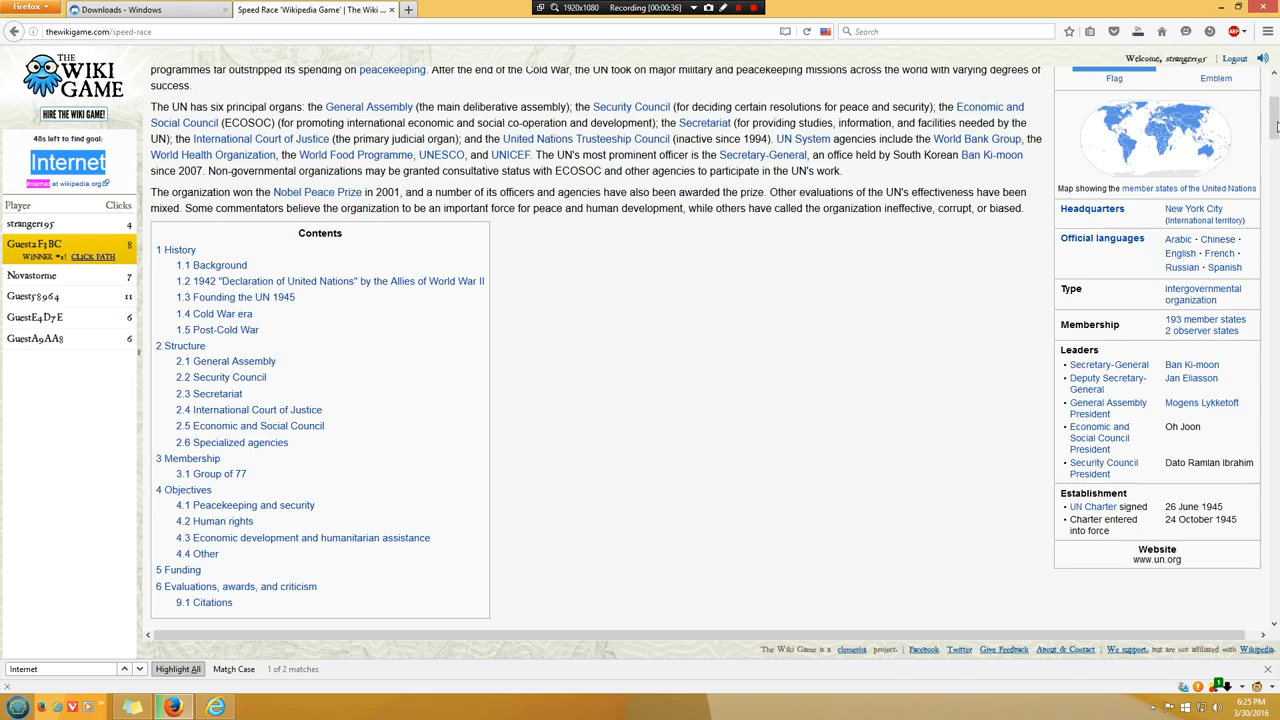 Firefox
Downloads - Windows
Speed Race 'Wikipedia Game' | The Wiki ...
1920x1080
Recording [00:00:36]
thewikigame.com/speed-race
Search
THE WIKI GAME
HIRE THE WIKI GAME!
Welcome, stranger195
Logout
48s left to find goal:
Internet
Internet at wikipedia.org
Player Clicks
stranger195 4
Guest2F3BC 8
WINNER #1! CLICK PATH
Novastorme 7
Guest58964 11
GuestE4D7E 6
GuestA9AA8 6
programmes far outstripped its spending on peacekeeping. After the end of the Cold War, the UN took on major military and peacekeeping missions across the world with varying degrees of
success.
The UN has six principal organs: the General Assembly (the main deliberative assembly); the Security Council (for deciding certain resolutions for peace and security); the Economic and
Social Council (ECOSOC) (for promoting international economic and social co-operation and development); the Secretariat (for providing studies, information, and facilities needed by the
UN); the International Court of Justice (the primary judicial organ); and the United Nations Trusteeship Council (inactive since 1994). UN System agencies include the World Bank Group, the
World Health Organization, the World Food Programme, UNESCO, and UNICEF. The UN's most prominent officer is the Secretary-General, an office held by South Korean Ban Ki-moon
since 2007. Non-governmental organizations may be granted consultative status with ECOSOC and other agencies to participate in the UN's work.
The organization won the Nobel Peace Prize in 2001, and a number of its officers and agencies have also been awarded the prize. Other evaluations of the UN's effectiveness have been
mixed. Some commentators believe the organization to be an important force for peace and human development, while others have called the organization ineffective, corrupt, or biased.
Contents
1 History
1.1 Background
1.2 1942 "Declaration of United Nations" by the Allies of World War II
1.3 Founding the UN 1945
1.4 Cold War era
1.5 Post-Cold War
2 Structure
2.1 General Assembly
2.2 Security Council
2.3 Secretariat
2.4 International Court of Justice
2.5 Economic and Social Council
2.6 Specialized agencies
3 Membership
3.1 Group of 77
4 Objectives
4.1 Peacekeeping and security
4.2 Human rights
4.3 Economic development and humanitarian assistance
4.4 Other
5 Funding
6 Evaluations, awards, and criticism
9.1 Citations
Flag Emblem
Map showing the member states of the United Nations
Headquarters New York City
(International territory)
Official languages Arabic · Chinese ·
English · French ·
Russian · Spanish
Type Intergovernmental
organization
Membership 193 member states
2 observer states
Leaders
• Secretary-General Ban Ki-moon
• Deputy Secretary-General Jan Eliasson
• General Assembly President Mogens Lykketoft
• Economic and Social Council President Oh Joon
• Security Council President Dato Ramlan Ibrahim
Establishment
• UN Charter signed 26 June 1945
• Charter entered into force 24 October 1945
Website
www.un.org
The Wiki Game is a clemesha project. | Facebook Twitter Give Feedback About & Contact | We support, but are not affiliated with Wikipedia.
Internet
Highlight All
Match Case
1 of 2 matches
1
6:25 PM
3/30/2016